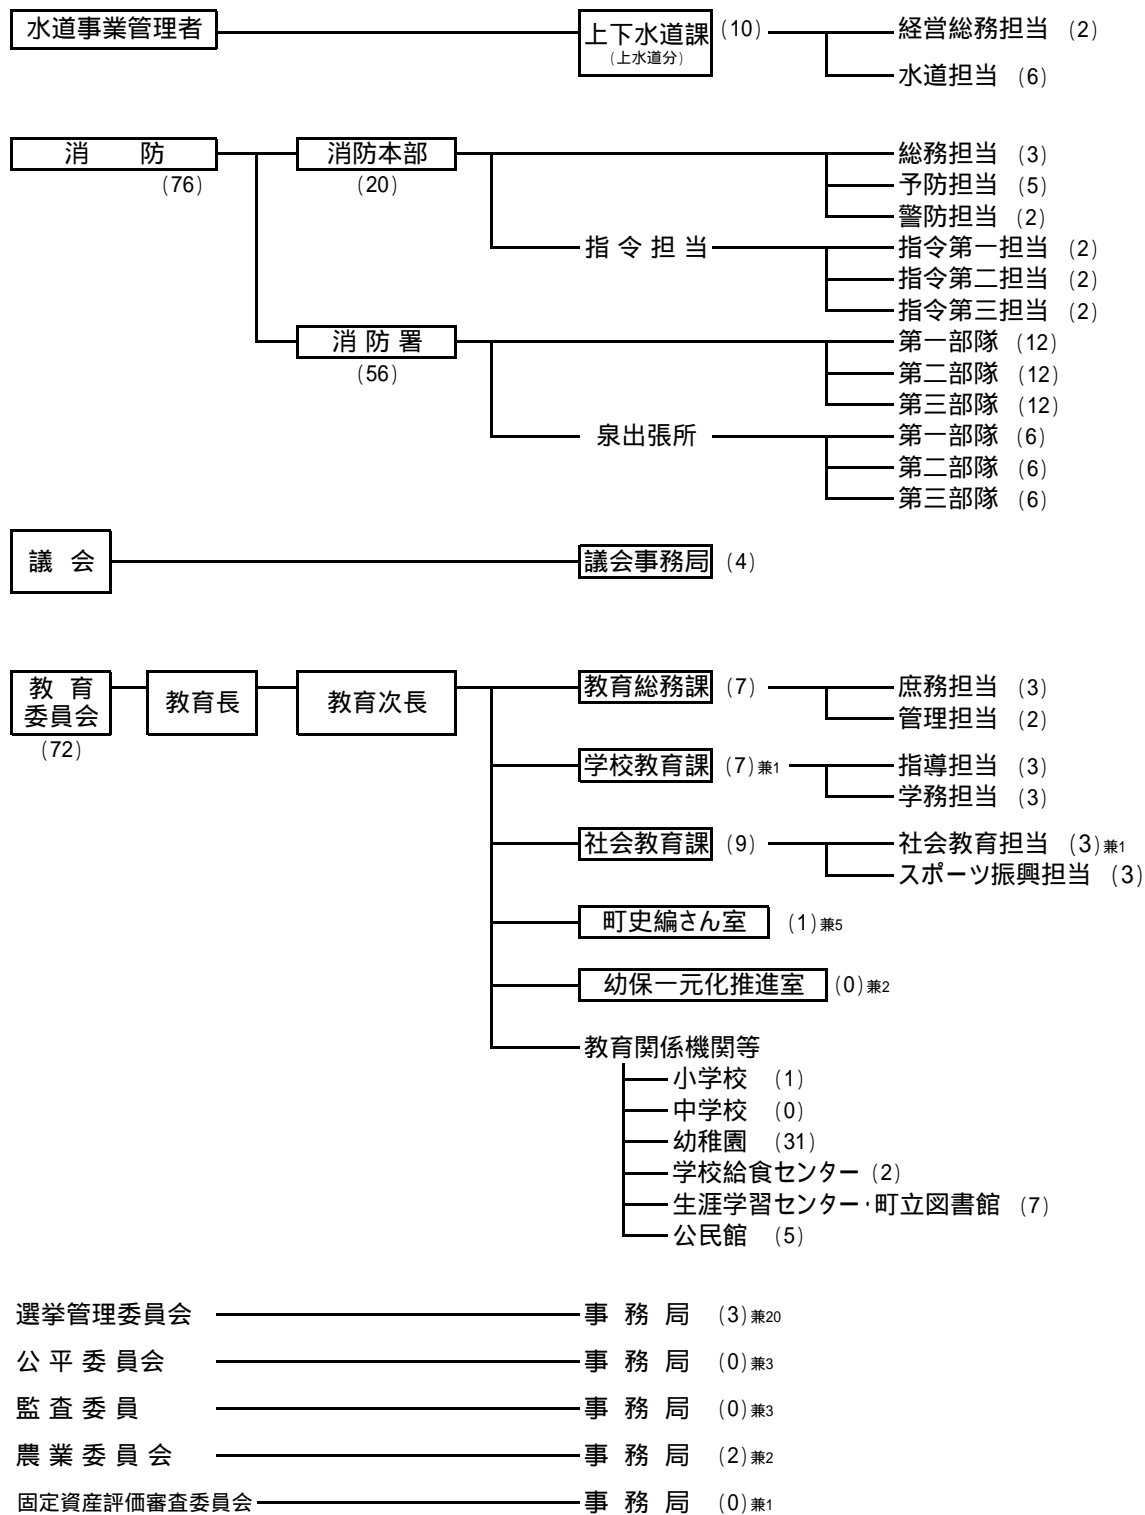 水道事業管理者 上下水道課 (10) 経営総務担当 (2)
(上水道分)
水道担当 (6)
消 防 消防本部 総務担当 (3)
(76) (20) 予防担当 (5)
警防担当 (2)
指 令 担 当 指令第一担当 (2)
指令第二担当 (2)
指令第三担当 (2)
消 防 署 第一部隊 (12)
(56) 第二部隊 (12)
第三部隊 (12)
泉出張所 第一部隊 (6)
第二部隊 (6)
第三部隊 (6)
議 会 議会事務局 (4)
教 育
委員会 教育長 教育次長 教育総務課 (7) 庶務担当 (3)
(72) 管理担当 (2)
学校教育課 (7)兼1 指導担当 (3)
学務担当 (3)
社会教育課 (9) 社会教育担当 (3)兼1
スポーツ振興担当 (3)
町史編さん室 (1)兼5
幼保一元化推進室 (0)兼2
教育関係機関等
小学校 (1)
中学校 (0)
幼稚園 (31)
学校給食センター (2)
生涯学習センター・町立図書館 (7)
公民館 (5)
選挙管理委員会 事 務 局 (3)兼20
公 平 委 員会 事 務 局 (0)兼3
監 査 委 員 事 務 局 (0)兼3
農 業 委 員 会 事 務 局 (2)兼2
固定資産評価審査委員会 事 務 局 (0)兼1